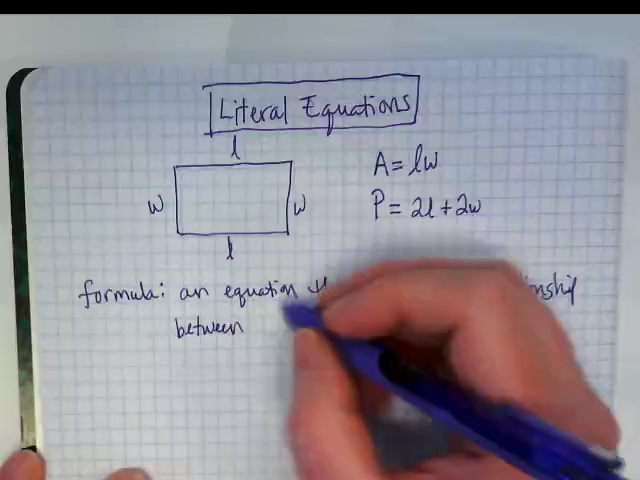 Literal Equations
l
A = lw
w w
P = 2l + 2w
l
formula: an equation
between